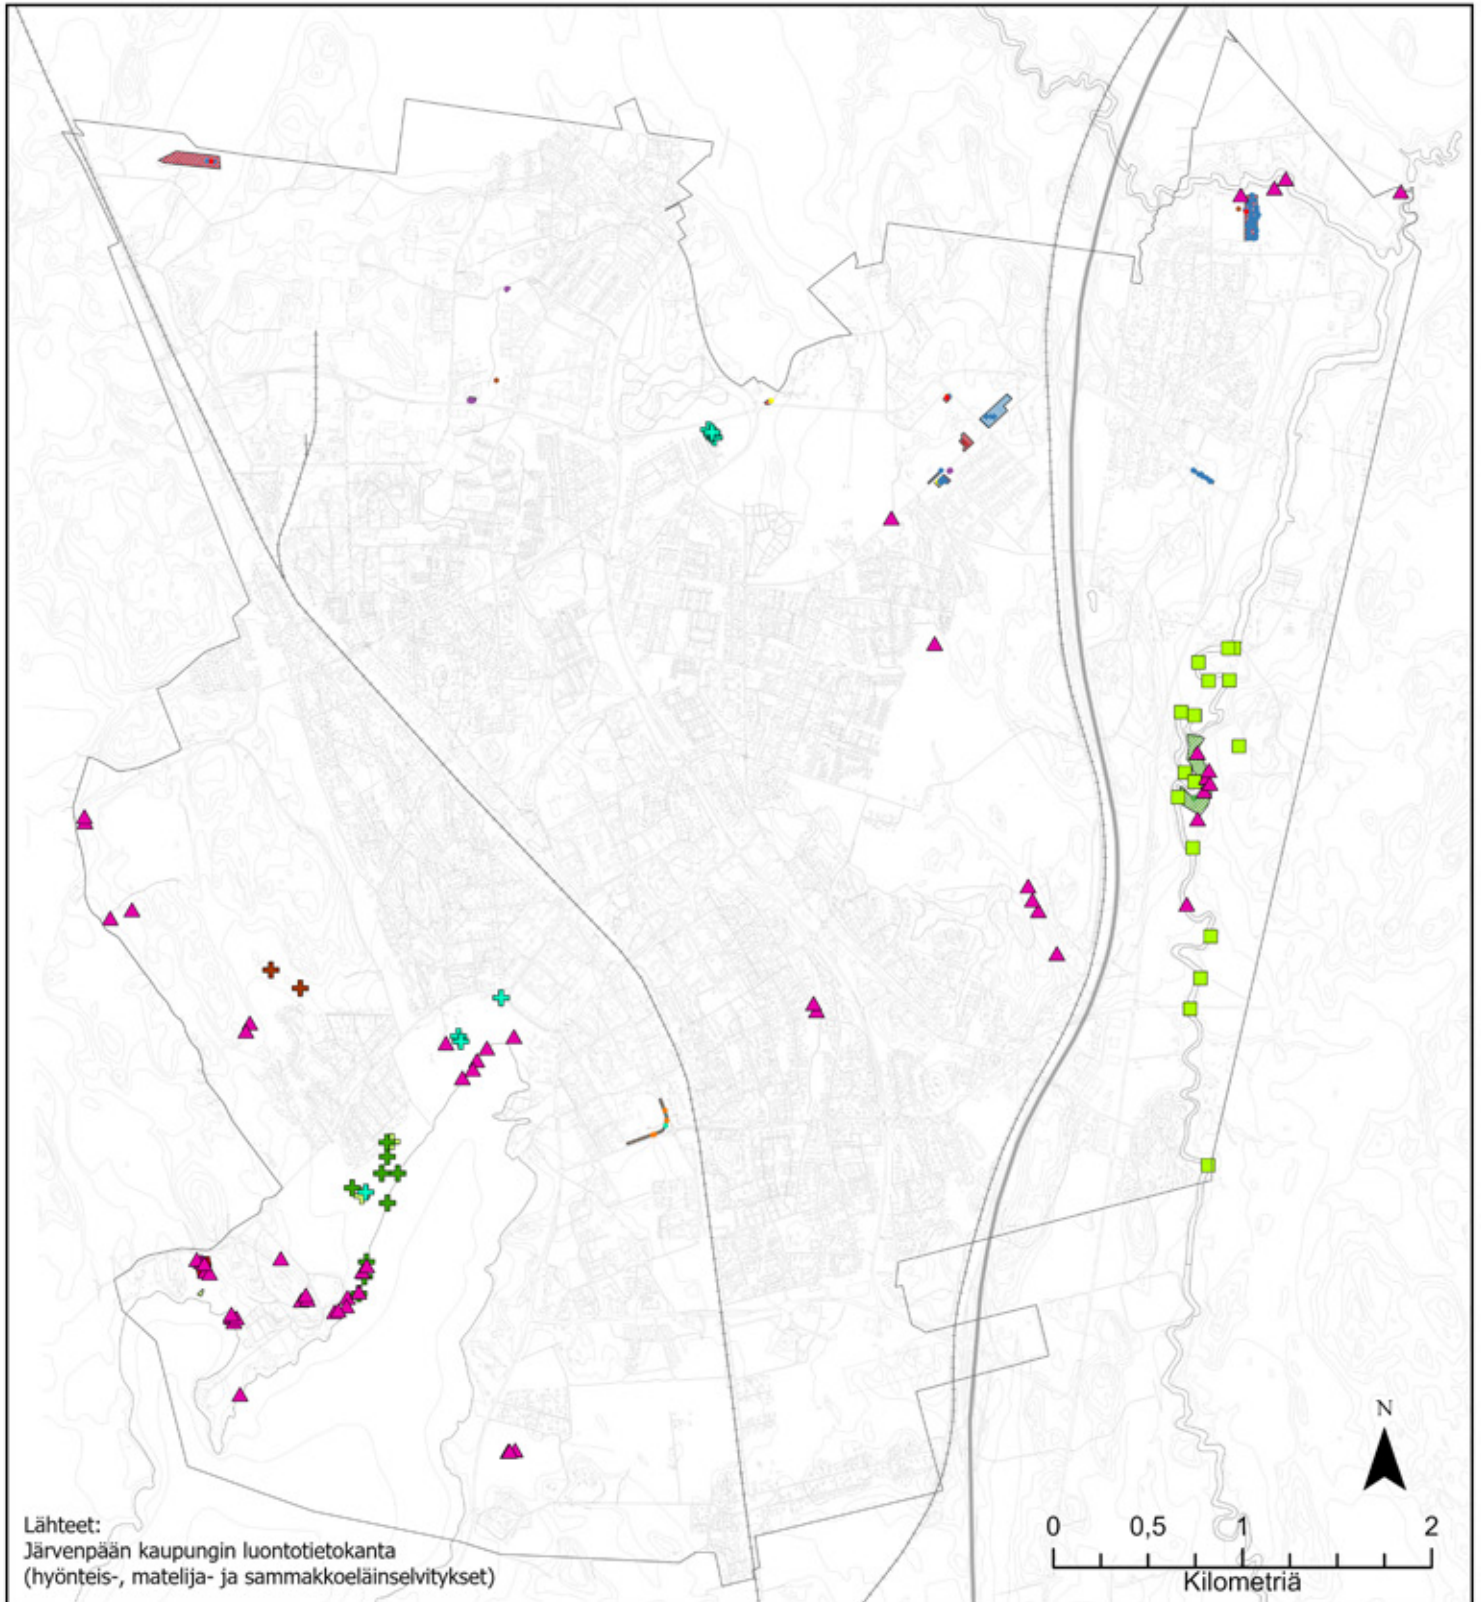 N
0 0,5 1 2
Kilometriä
Lähteet:
Järvenpään kaupungin luontotietokanta
(hyönteis-, matelija- ja sammakkoeläinselvitykset)